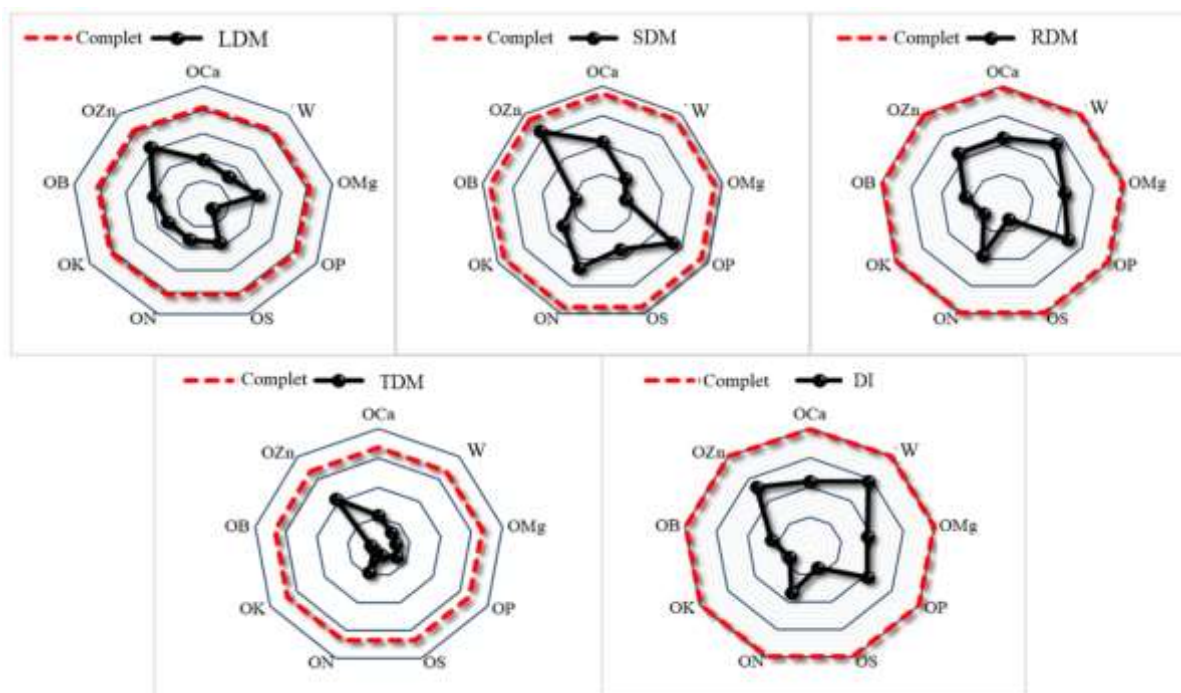 Complet LDM
OCa
W
OMg
OP
OS
ON
OK
OB
OZn
Complet SDM
OCa
W
OMg
OP
OS
ON
OK
OB
OZn
Complet RDM
OCa
W
OMg
OP
OS
ON
OK
OB
OZn
Complet TDM
OCa
W
OMg
OP
OS
ON
OK
OB
OZn
Complet DI
OCa
W
OMg
OP
OS
ON
OK
OB
OZn